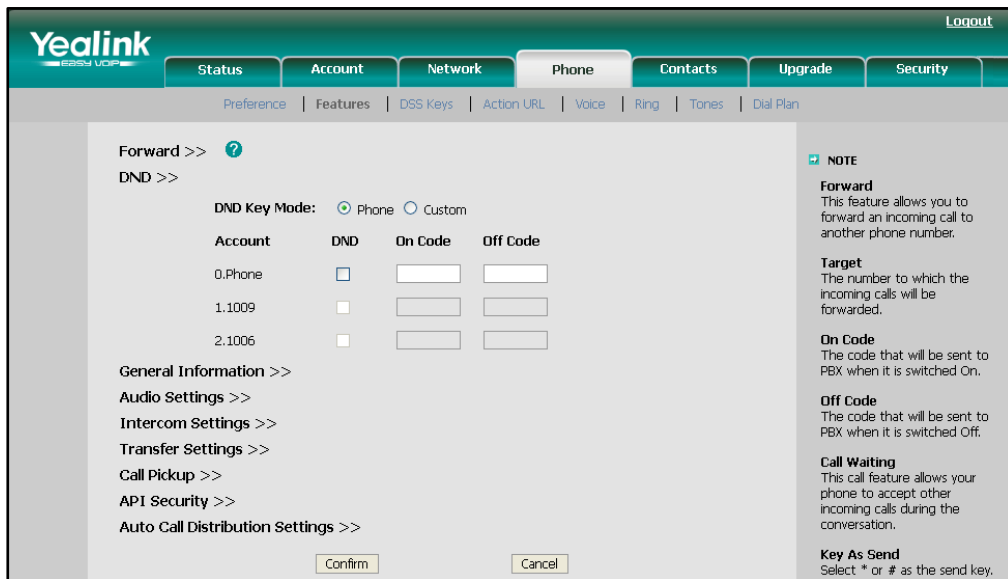 Logout
Yealink
EASY VOIP
Status Account Network Phone Contacts Upgrade Security
Preference | Features | DSS Keys | Action URL | Voice | Ring | Tones | Dial Plan
Forward >> ?
DND >>
DND Key Mode: Phone Custom
Account DND On Code Off Code
0.Phone
1.1009
2.1006
General Information >>
Audio Settings >>
Intercom Settings >>
Transfer Settings >>
Call Pickup >>
API Security >>
Auto Call Distribution Settings >>
Confirm Cancel
NOTE
Forward
This feature allows you to
forward an incoming call to
another phone number.
Target
The number to which the
incoming calls will be
forwarded.
On Code
The code that will be sent to
PBX when it is switched On.
Off Code
The code that will be sent to
PBX when it is switched Off.
Call Waiting
This call feature allows your
phone to accept other
incoming calls during the
conversation.
Key As Send
Select * or # as the send key.